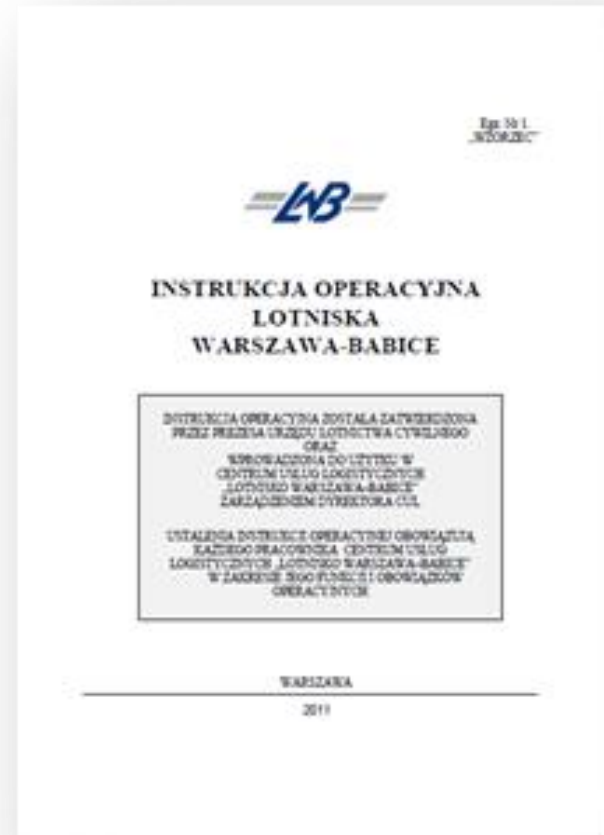 Egz. Nr 1.
„WZORZEC”
LWB
INSTRUKCJA OPERACYJNA
LOTNISKA
WARSZAWA-BABICE
INSTRUKCJA OPERACYJNA ZOSTAŁA ZATWIERDZONA
PRZEZ PREZESA URZĘDU LOTNICTWA CYWILNEGO
ORAZ
WPROWADZONA DO UŻYTKU W
CENTRUM USŁUG LOGISTYCZNYCH
„LOTNISKO WARSZAWA-BABICE”
ZARZĄDZENIEM DYREKTORA CUL
USTALENIA INSTRUKCJI OPERACYJNEJ OBOWIĄZUJĄ
KAŻDEGO PRACOWNIKA CENTRUM USŁUG
LOGISTYCZNYCH „LOTNISKO WARSZAWA-BABICE”
W ZAKRESIE JEGO FUNKCJI I OBOWIĄZKÓW
OPERACYJNYCH
WARSZAWA
2011